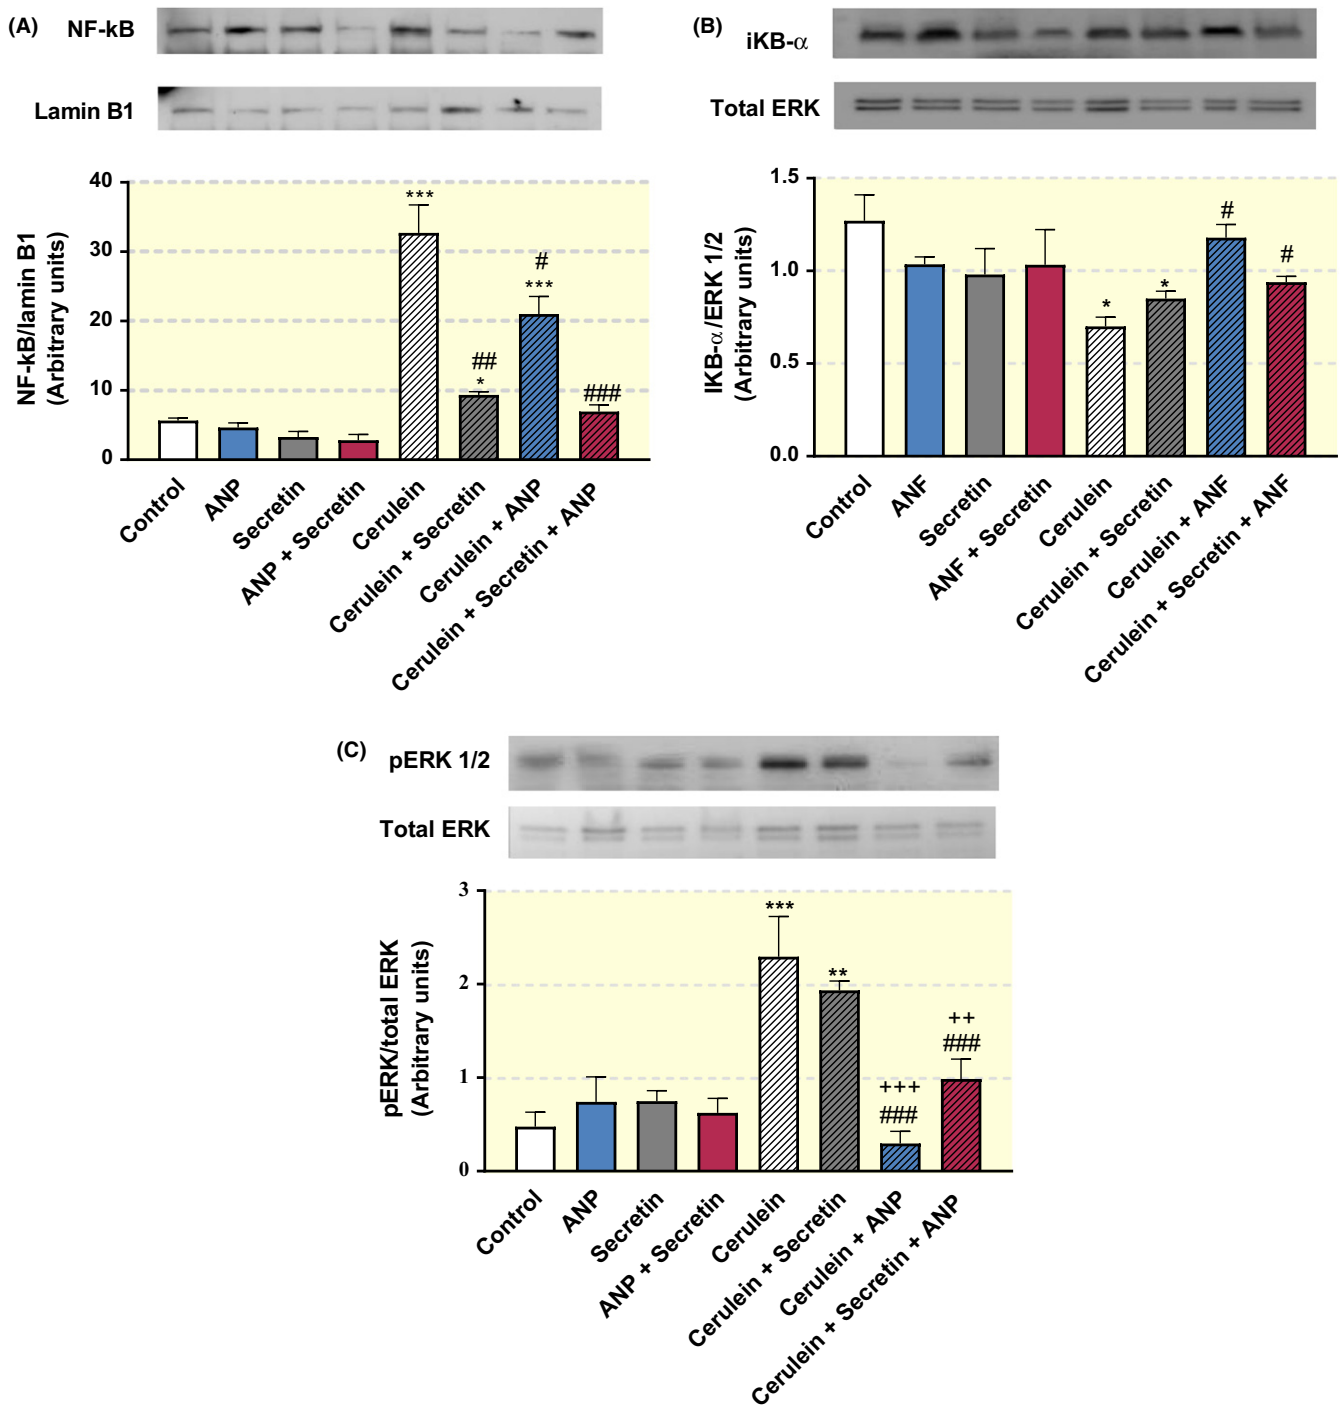 (A)
NF-kB
Lamin B1
NF-kB/lamin B1
(Arbitrary units)
40
30
20
10
0
***
##
*
#
***
###
Control
ANP
Secretin
ANP + Secretin
Cerulein
Cerulein + Secretin
Cerulein + ANP
Cerulein + Secretin + ANP
(B)
iKB-α
Total ERK
IKB-α/ERK 1/2
(Arbitrary units)
1.5
1.0
0.5
0.0
*
*
#
#
Control
ANF
Secretin
ANF + Secretin
Cerulein
Cerulein + Secretin
Cerulein + ANF
Cerulein + Secretin + ANF
(C)
pERK 1/2
Total ERK
pERK/total ERK
(Arbitrary units)
3
2
1
0
***
**
+++
###
++
###
Control
ANP
Secretin
ANP + Secretin
Cerulein
Cerulein + Secretin
Cerulein + ANP
Cerulein + Secretin + ANP